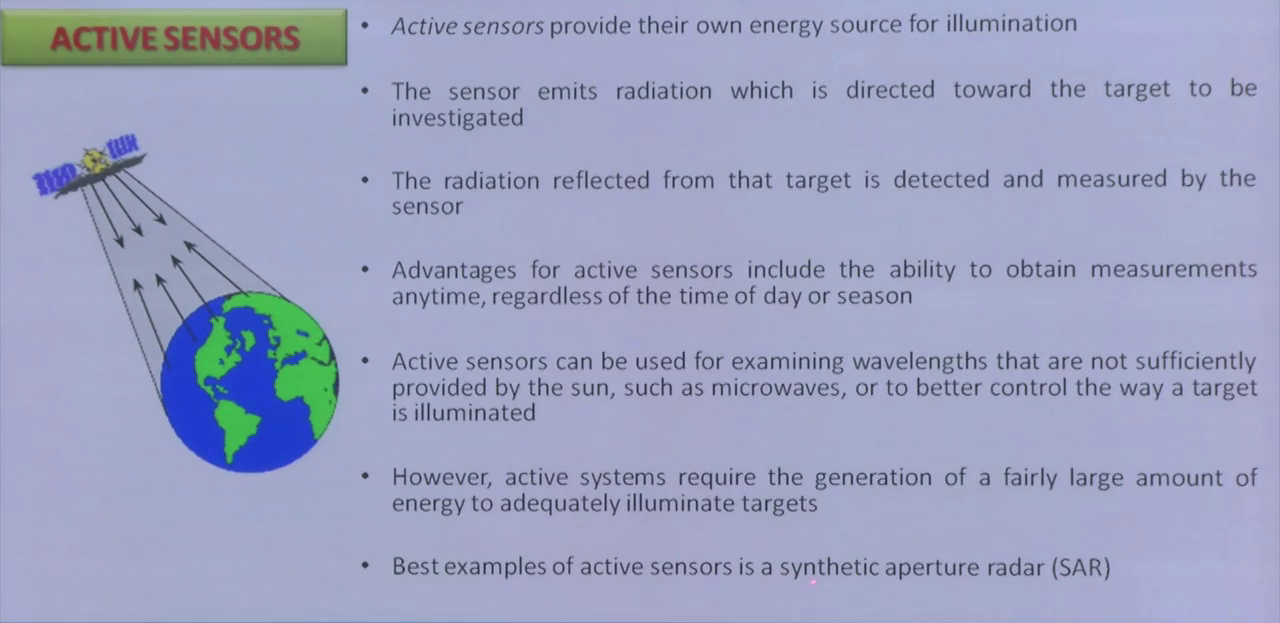 ACTIVE SENSORS
• Active sensors provide their own energy source for illumination
• The sensor emits radiation which is directed toward the target to be
investigated
• The radiation reflected from that target is detected and measured by the
sensor
• Advantages for active sensors include the ability to obtain measurements
anytime, regardless of the time of day or season
• Active sensors can be used for examining wavelengths that are not sufficiently
provided by the sun, such as microwaves, or to better control the way a target
is illuminated
• However, active systems require the generation of a fairly large amount of
energy to adequately illuminate targets
• Best examples of active sensors is a synthetic aperture radar (SAR)